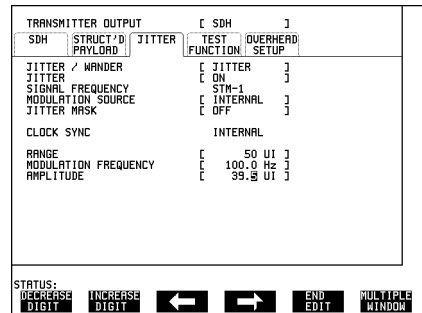 TRANSMITTER OUTPUT [ SDH ]
SDH STRUCT'D PAYLOAD JITTER TEST FUNCTION OVERHEAD SETUP
JITTER / WANDER [ JITTER ]
JITTER [ ON ]
SIGNAL FREQUENCY STM-1
MODULATION SOURCE [ INTERNAL ]
JITTER MASK [ OFF ]
CLOCK SYNC INTERNAL
RANGE [ 50 UI ]
MODULATION FREQUENCY [ 100.0 Hz ]
AMPLITUDE [ 39.5 UI ]
STATUS:
DECREASE DIGIT INCREASE DIGIT END EDIT MULTIPLE WINDOW